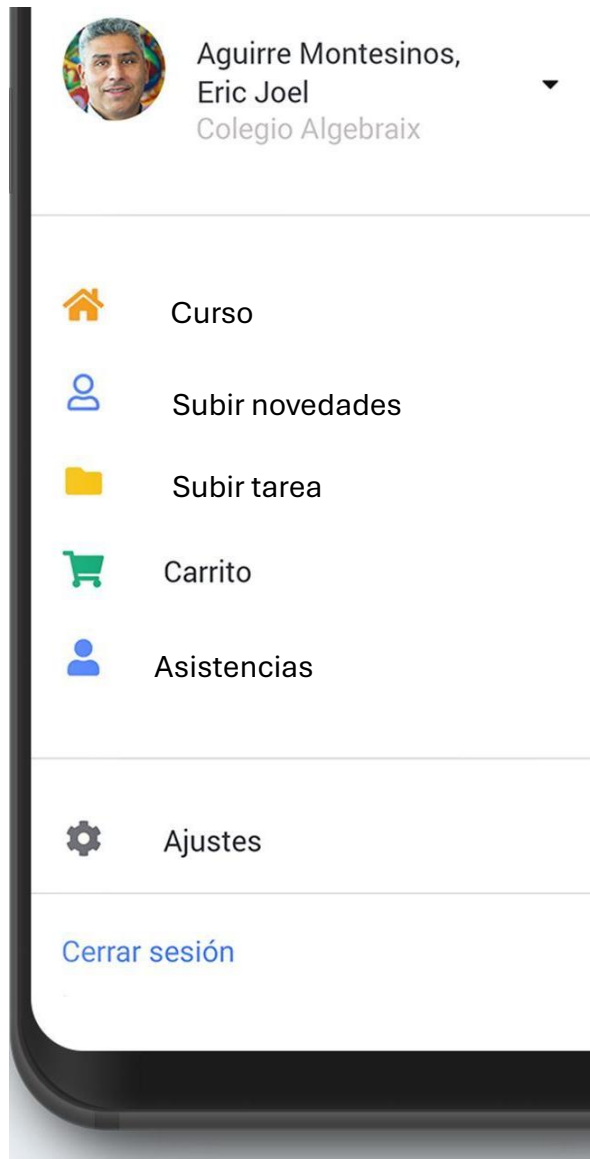 Aguirre Montesinos,
Eric Joel
Colegio Algebraix
Curso
Subir novedades
Subir tarea
Carrito
Asistencias
Ajustes
Cerrar sesión